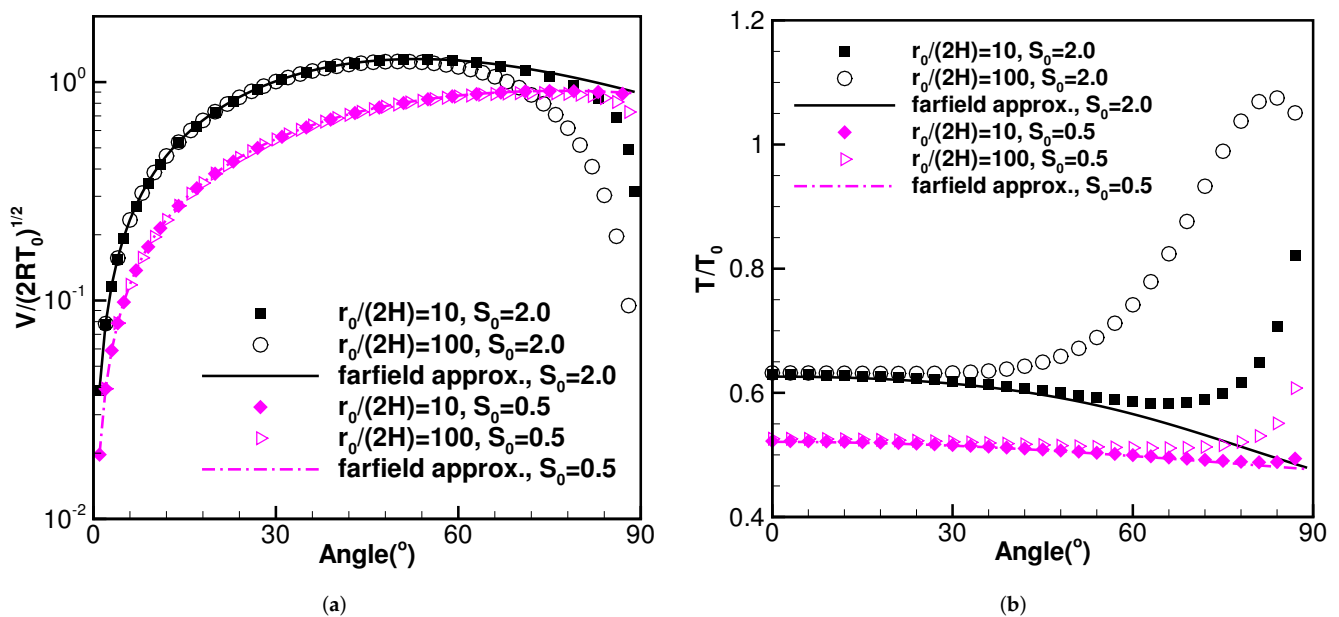 V/(2RT₀)^1/2
10⁰
10⁻¹
10⁻²
r₀/(2H)=10, S₀=2.0
r₀/(2H)=100, S₀=2.0
farfield approx., S₀=2.0
r₀/(2H)=10, S₀=0.5
r₀/(2H)=100, S₀=0.5
farfield approx., S₀=0.5
0 30 60 90
Angle(°)
(a)
T/T₀
1.2
1
0.8
0.6
0.4
r₀/(2H)=10, S₀=2.0
r₀/(2H)=100, S₀=2.0
farfield approx., S₀=2.0
r₀/(2H)=10, S₀=0.5
r₀/(2H)=100, S₀=0.5
farfield approx., S₀=0.5
0 30 60 90
Angle(°)
(b)